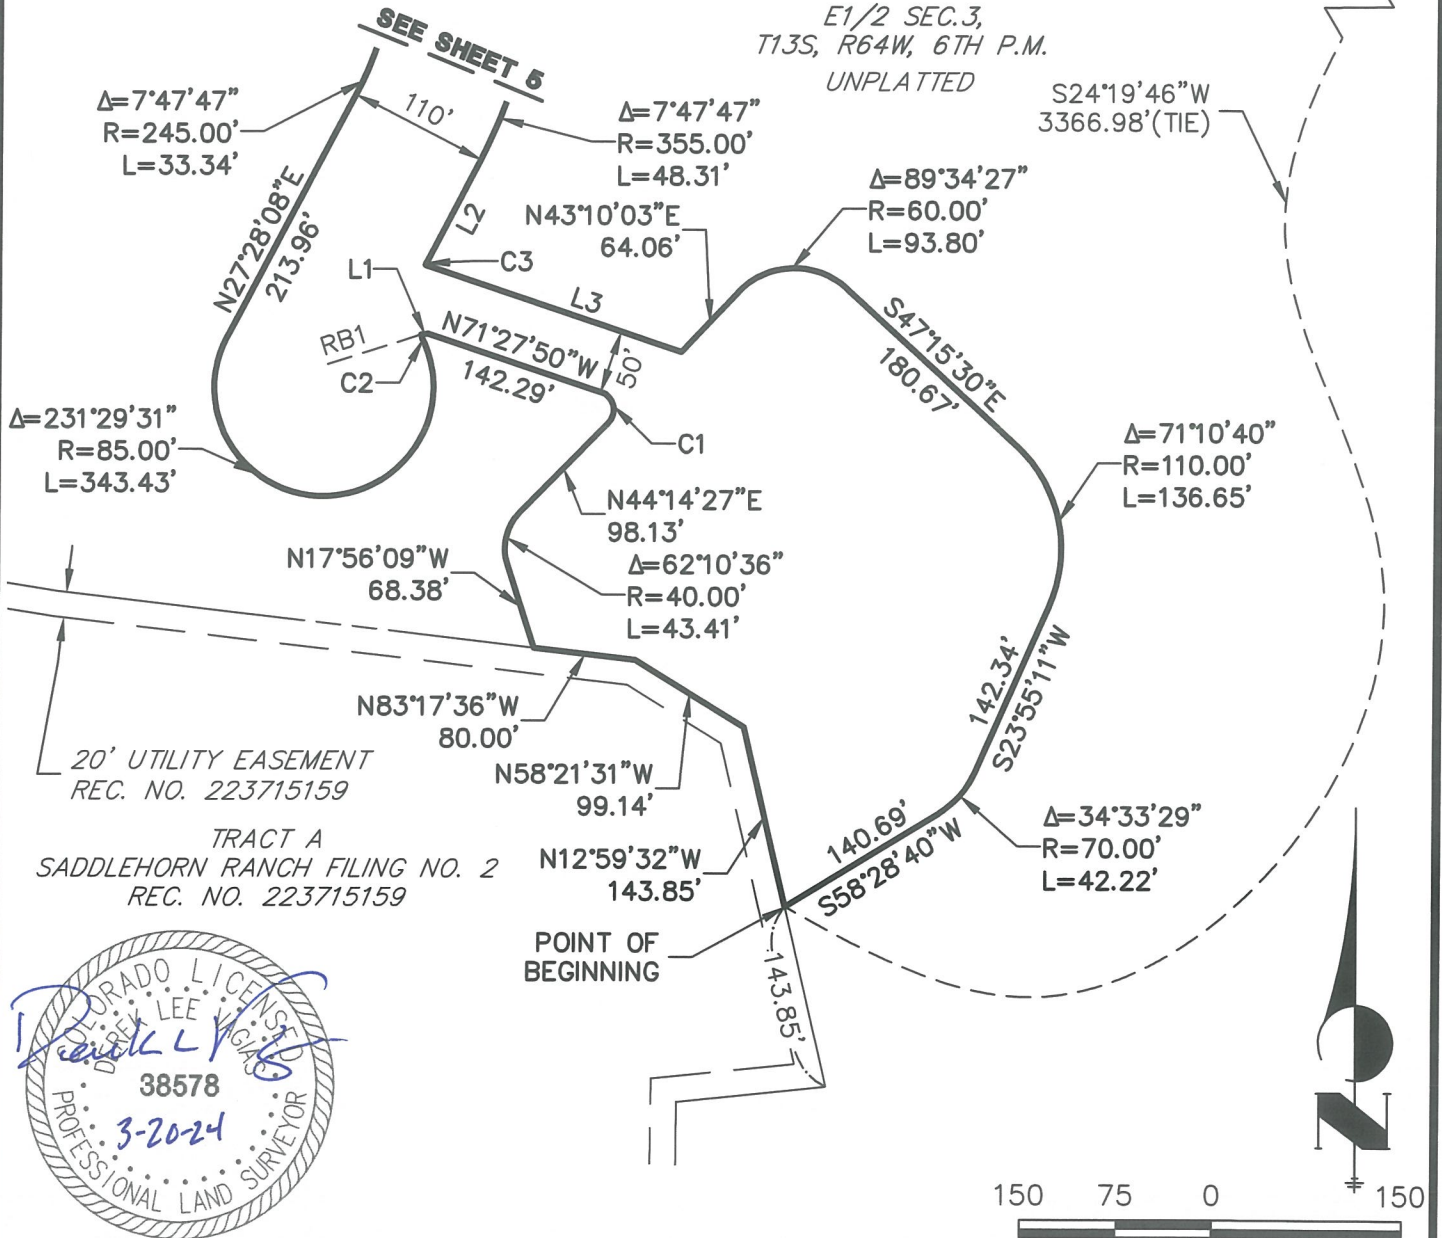 SEE SHEET 5
E1/2 SEC.3,
T13S, R64W, 6TH P.M.
UNPLATTED
S24°19'46"W
3366.98'(TIE)
Δ=7°47'47"
R=245.00'
L=33.34'
110'
Δ=7°47'47"
R=355.00'
L=48.31'
Δ=89°34'27"
R=60.00'
L=93.80'
N43°10'03"E
64.06'
L2
N27°28'08"E
213.96'
L1
C3
L3
RB1
C2
N71°27'50"W
142.29'
50'
C1
S47°15'30"E
180.67'
Δ=231°29'31"
R=85.00'
L=343.43'
Δ=71°10'40"
R=110.00'
L=136.65'
N44°14'27"E
98.13'
N17°56'09"W
68.38'
Δ=62°10'36"
R=40.00'
L=43.41'
142.34'
S23°55'11"W
N83°17'36"W
80.00'
20' UTILITY EASEMENT
REC. NO. 223715159
N58°21'31"W
99.14'
TRACT A
SADDLEHORN RANCH FILING NO. 2
REC. NO. 223715159
N12°59'32"W
143.85'
140.69'
S58°28'40"W
Δ=34°33'29"
R=70.00'
L=42.22'
POINT OF
BEGINNING
143.85'
COLORADO LICENSED
DEREK LEE VAGIAS
38578
3-20-24
PROFESSIONAL LAND SURVEYOR
N
150 75 0 150